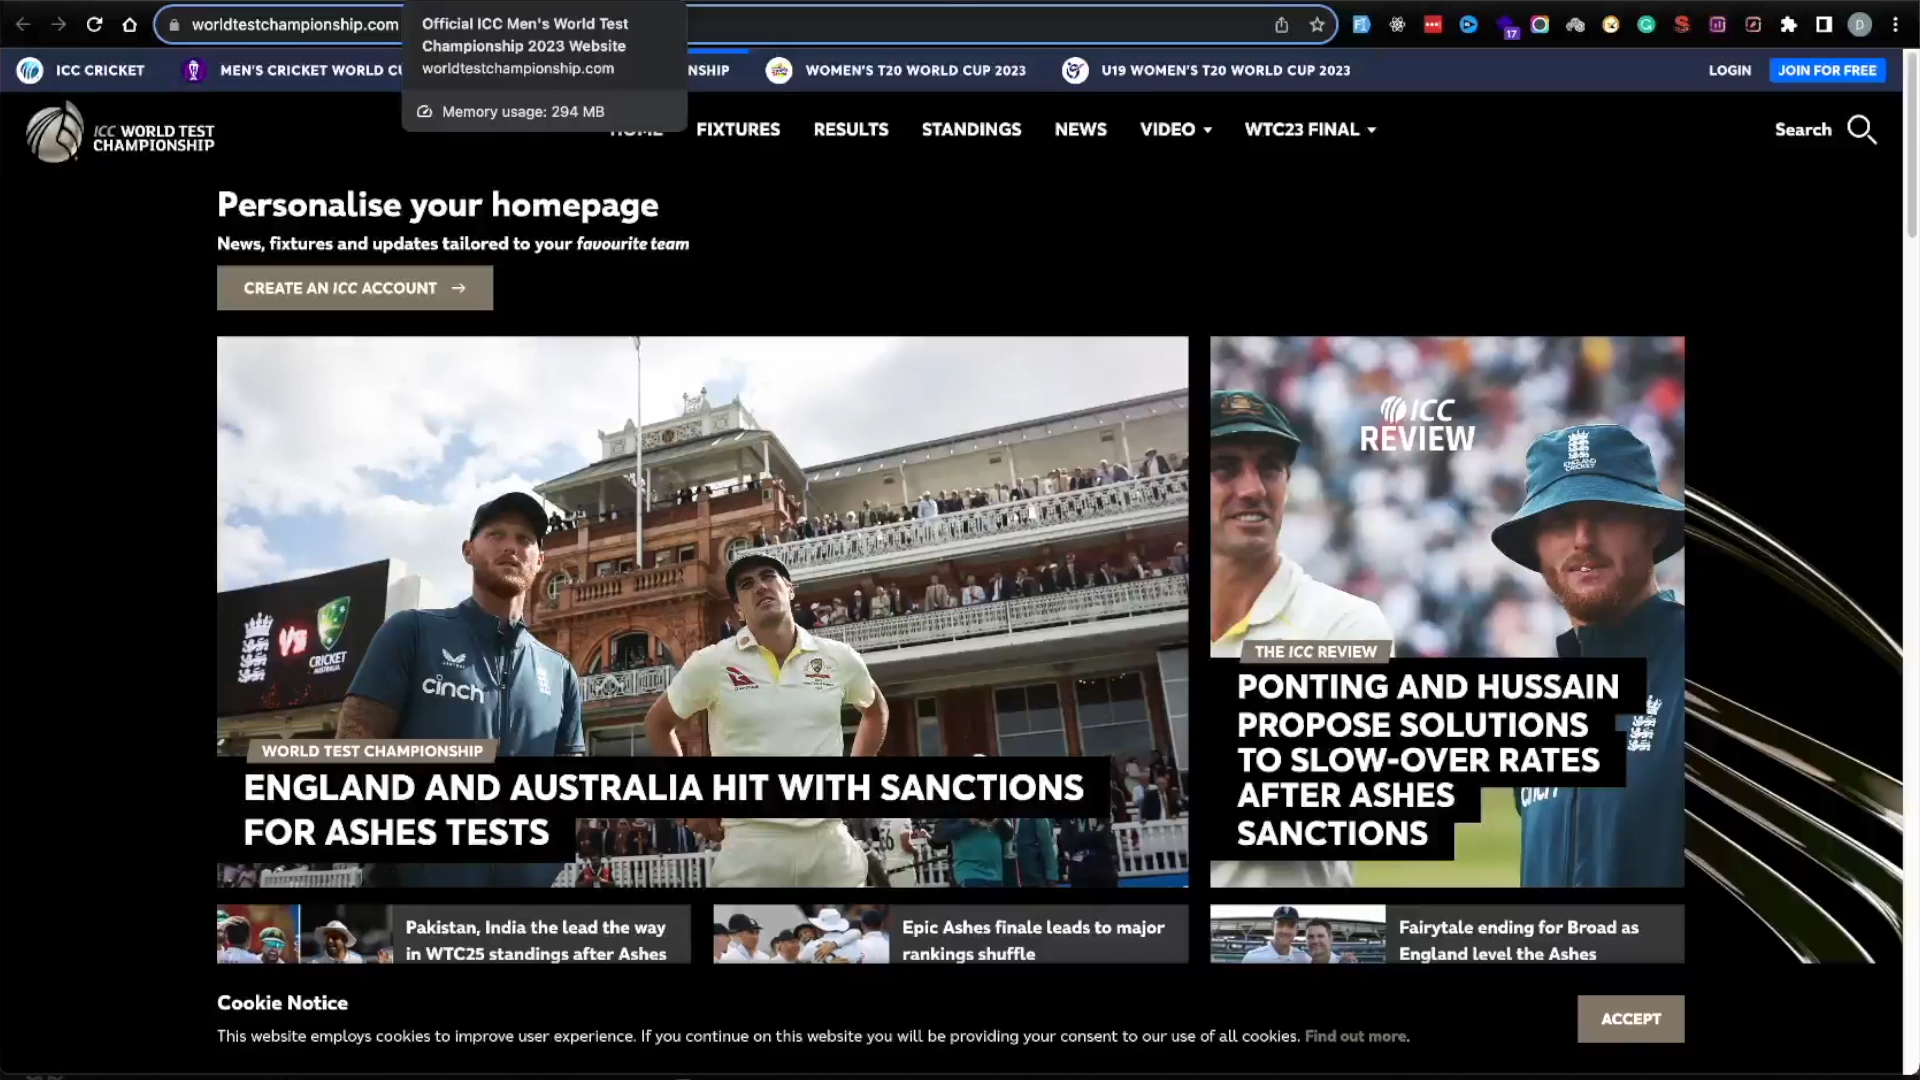 worldtestchampionship.com
Official ICC Men's World Test
Championship 2023 Website
worldtestchampionship.com
Memory usage: 294 MB
17
D
ICC CRICKET
MEN'S CRICKET WORLD CU
NSHIP
WOMEN'S T20 WORLD CUP 2023
U19 WOMEN'S T20 WORLD CUP 2023
LOGIN
JOIN FOR FREE
ICC WORLD TEST
CHAMPIONSHIP
HOME
FIXTURES
RESULTS
STANDINGS
NEWS
VIDEO
WTC23 FINAL
Search
Personalise your homepage
News, fixtures and updates tailored to your favourite team
CREATE AN ICC ACCOUNT →
VS
CRICKET
AUSTRALIA
cinch
WORLD TEST CHAMPIONSHIP
ENGLAND AND AUSTRALIA HIT WITH SANCTIONS
FOR ASHES TESTS
ICC
REVIEW
ENGLAND
CRICKET
THE ICC REVIEW
PONTING AND HUSSAIN
PROPOSE SOLUTIONS
TO SLOW-OVER RATES
AFTER ASHES
SANCTIONS
Pakistan, India the lead the way
in WTC25 standings after Ashes
Epic Ashes finale leads to major
rankings shuffle
Fairytale ending for Broad as
England level the Ashes
Cookie Notice
This website employs cookies to improve user experience. If you continue on this website you will be providing your consent to our use of all cookies. Find out more.
ACCEPT